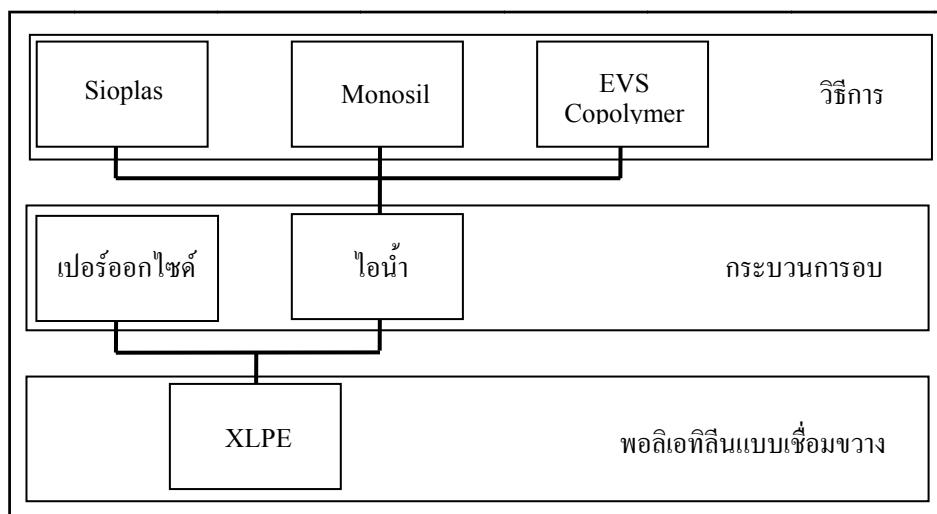 Sioplas
Monosil
EVS
Copolymer
วิธีการ
เปอร์ออกไซด์
ไอน้ำ
กระบวนการอบ
XLPE
พอลิเอทิลีนแบบเชื่อมขวาง